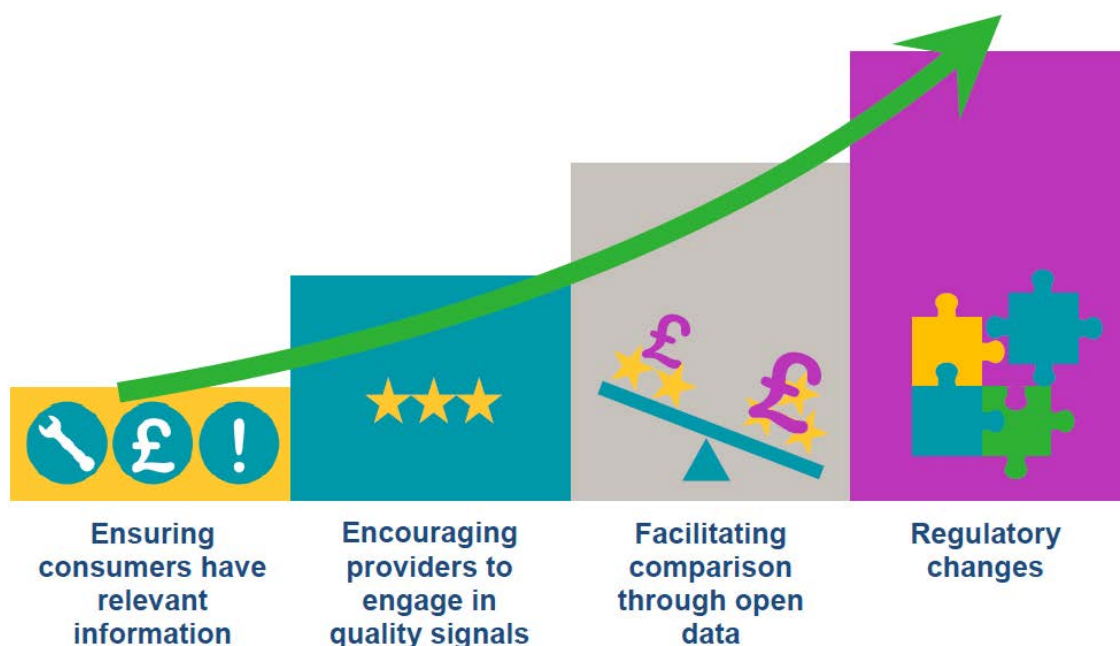 £
!
£
£
Ensuring
consumers have
relevant
information
Encouraging
providers to
engage in
quality signals
Facilitating
comparison
through open
data
Regulatory
changes